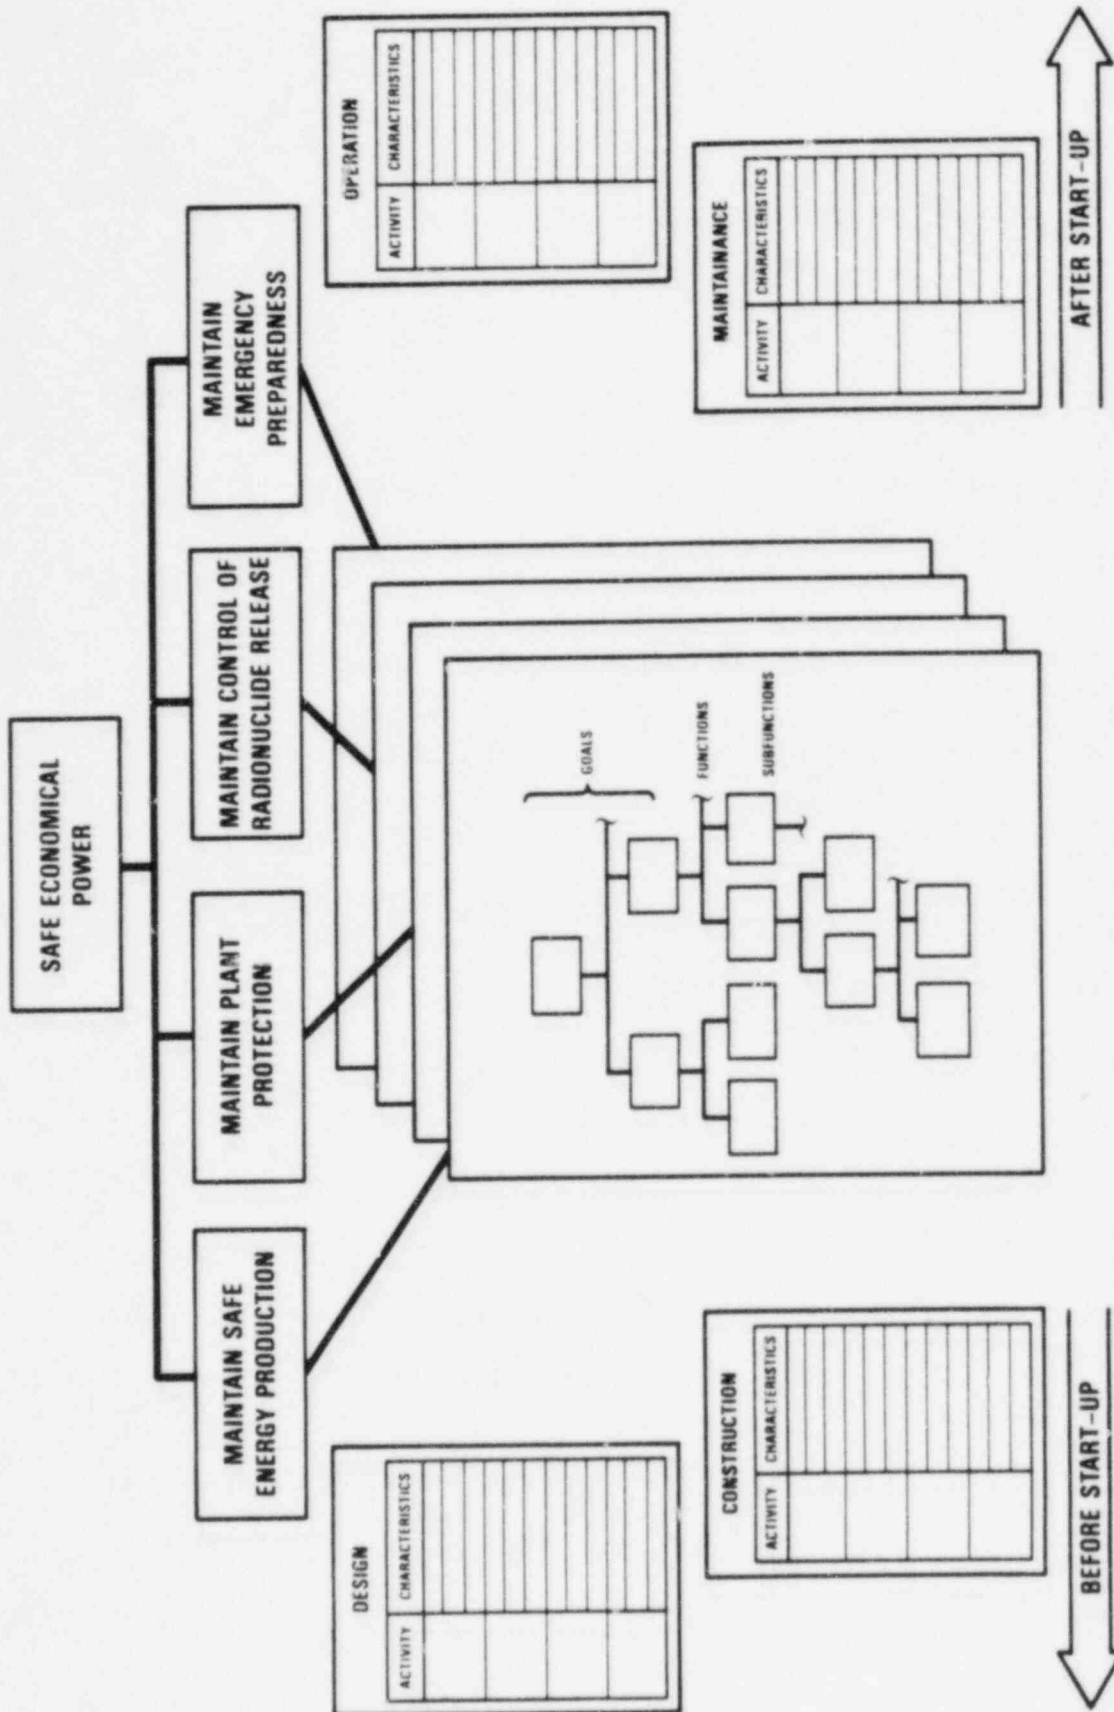 SAFE ECONOMICAL
POWER
MAINTAIN SAFE
ENERGY PRODUCTION
MAINTAIN PLANT
PROTECTION
MAINTAIN CONTROL OF
RADIONUCLIDE RELEASE
MAINTAIN
EMERGENCY
PREPAREDNESS
DESIGN
ACTIVITY CHARACTERISTICS
GOALS
FUNCTIONS
SUBFUNCTIONS
OPERATION
ACTIVITY CHARACTERISTICS
CONSTRUCTION
ACTIVITY CHARACTERISTICS
MAINTAINANCE
ACTIVITY CHARACTERISTICS
BEFORE START-UP
AFTER START-UP